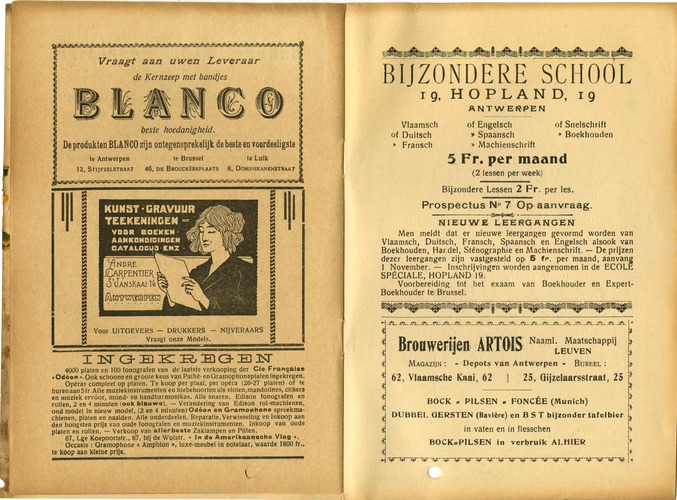 Vraagt aan uwen Leveraar
de Kernzeep met bandjes
BLANCO
beste hoedanigheid.
De produkten BLANCO zijn ontegensprekelijk de beste en voordeeligste
te Antwerpen te Brussel te Luik
12, STIJFSELSTRAAT 46, DE BROUCKÈREPLAATS 8, DOMINIKANENSTRAAT
KUNST-GRAVUUR
TEEKENINGEN —
VOOR BOEKEN-
AANKONDIGINGEN
CATALOGUS-ENZ.
ANDRE
CARPENTIER
St JANSKAAI 16
ANTWERPEN
Voor UITGEVERS — DRUKKERS — NIJVERAARS
Vraagt onze Models.
INGEKREGEN
4000 platen en 100 fonografen van de laatste verkooping der Cie Française
«Odéon». Ook schoone en groote kens van Pathé- en Gramophoneplaten ingekregen.
Opéras compleet op platen. Te koop per plaat, per opéra (26-27 platen) of te
huren aan 5 fr. Alle muziekinstrumenten en toebehoorten als violen, mandolines, cithers
en muziek ervoor, mond- en handharmonikas. Alle snaren. Edison fonografen en
rollen, 2 en 4 minuten (ook blauwe). — Verandering van Edison rol-machienen,
oud model in nieuw model, (2 en 4 minuten) Odéon en Gramophone spreekma-
chienen, platen en naalden. Alle onderdeelen. Reparatie. Verwisseling en Inkoop aan
den hoogsten prijs van oude fonografen en muziekinstrumenten. Inkoop van oude
platen en rollen. — Verkoop van allerbeste Zaklampen en Pillen.
67, Lge Koepoortstr., 67, bij de Wolstr. « In de Amerikaansche Vlag ».
Occasie: Gramophone « Amphion », luxe-meubel in notelaar, waarde 1800 fr.,
te koop aan kleine prijs.
BIJZONDERE SCHOOL
19, HOPLAND, 19
ANTWERPEN
Vlaamsch of Engelsch of Snelschrift
of Duitsch » Spaansch » Boekhouden
» Fransch » Machienschrift
5 Fr. per maand
(2 lessen per week)
Bijzondere Lessen 2 Fr. per les.
Prospectus No 7 Op aanvraag.
NIEUWE LEERGANGEN
Men meldt dat er nieuwe leergangen gevormd worden van
Vlaamsch, Duitsch, Fransch, Spaansch en Engelsch alsook van
Boekhouden, Handel, Sténographie en Machienschrift. — De prijzen
dezer leergangen zijn vastgesteld op 5 fr. per maand, aanvang
1 November. — Inschrijvingen worden aangenomen in de ECOLE
SPÉCIALE, HOPLAND 19.
Voorbereiding tot het exaam van Boekhouder en Expert-
Boekhouder te Brussel.
Brouwerijen ARTOIS Naaml. Maatschappij
LEUVEN
MAGAZIJN: - Depots van Antwerpen - BUREEL:
62, Vlaamsche Kaai, 62 | 25, Gijzelaarsstraat, 25
BOCK = PILSEN = FONCÉE (Munich)
DUBBEL GERSTEN (Bavière) en B S T bijzonder tafelbier
in vaten en in flesschen
BOCK=PILSEN in verbruik ALHIER